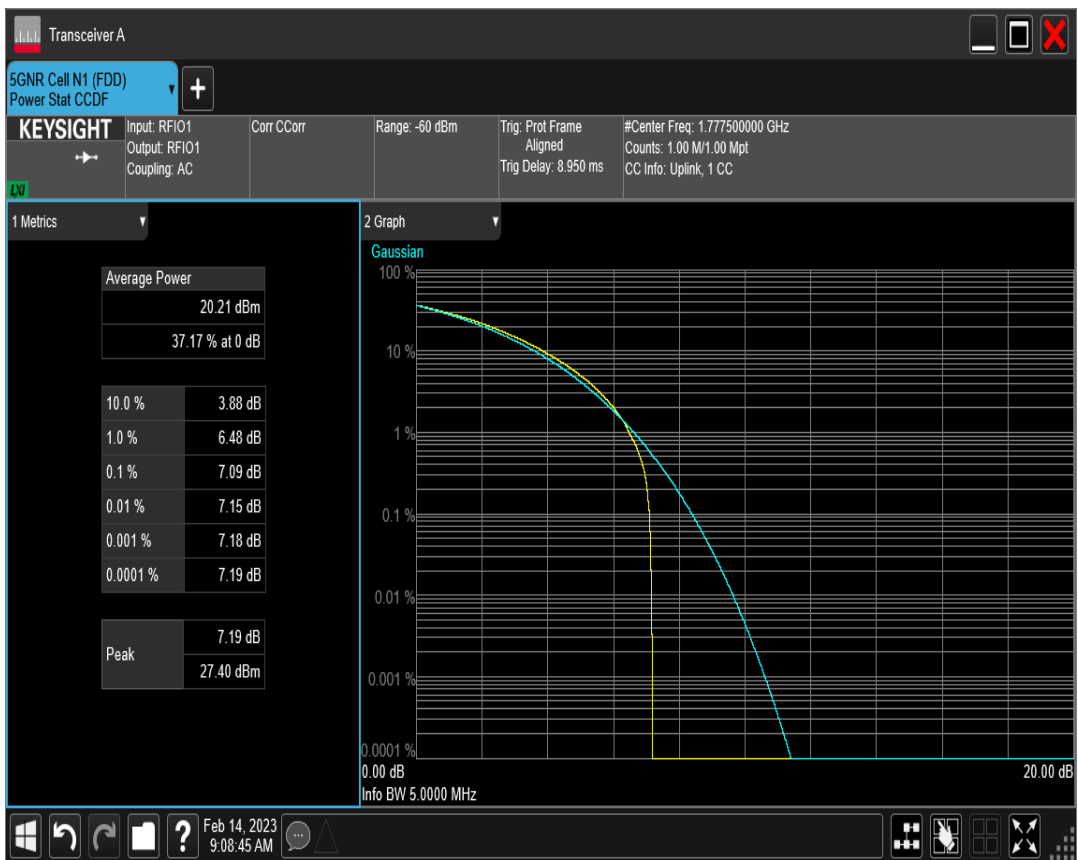 Transceiver A
5GNR Cell N1 (FDD)
Power Stat CCDF
KEYSIGHT
LXI
Input: RFIO1
Output: RFIO1
Coupling: AC
Corr CCorr
Range: -60 dBm
Trig: Prot Frame
Aligned
Trig Delay: 8.950 ms
#Center Freq: 1.777500000 GHz
Counts: 1.00 M/1.00 Mpt
CC Info: Uplink, 1 CC
1 Metrics
Average Power
20.21 dBm
37.17 % at 0 dB
10.0 % 3.88 dB
1.0 % 6.48 dB
0.1 % 7.09 dB
0.01 % 7.15 dB
0.001 % 7.18 dB
0.0001 % 7.19 dB
Peak
7.19 dB
27.40 dBm
2 Graph
Gaussian
100 %
10 %
1 %
0.1 %
0.01 %
0.001 %
0.0001 %
0.00 dB 20.00 dB
Info BW 5.0000 MHz
?
Feb 14, 2023
9:08:45 AM